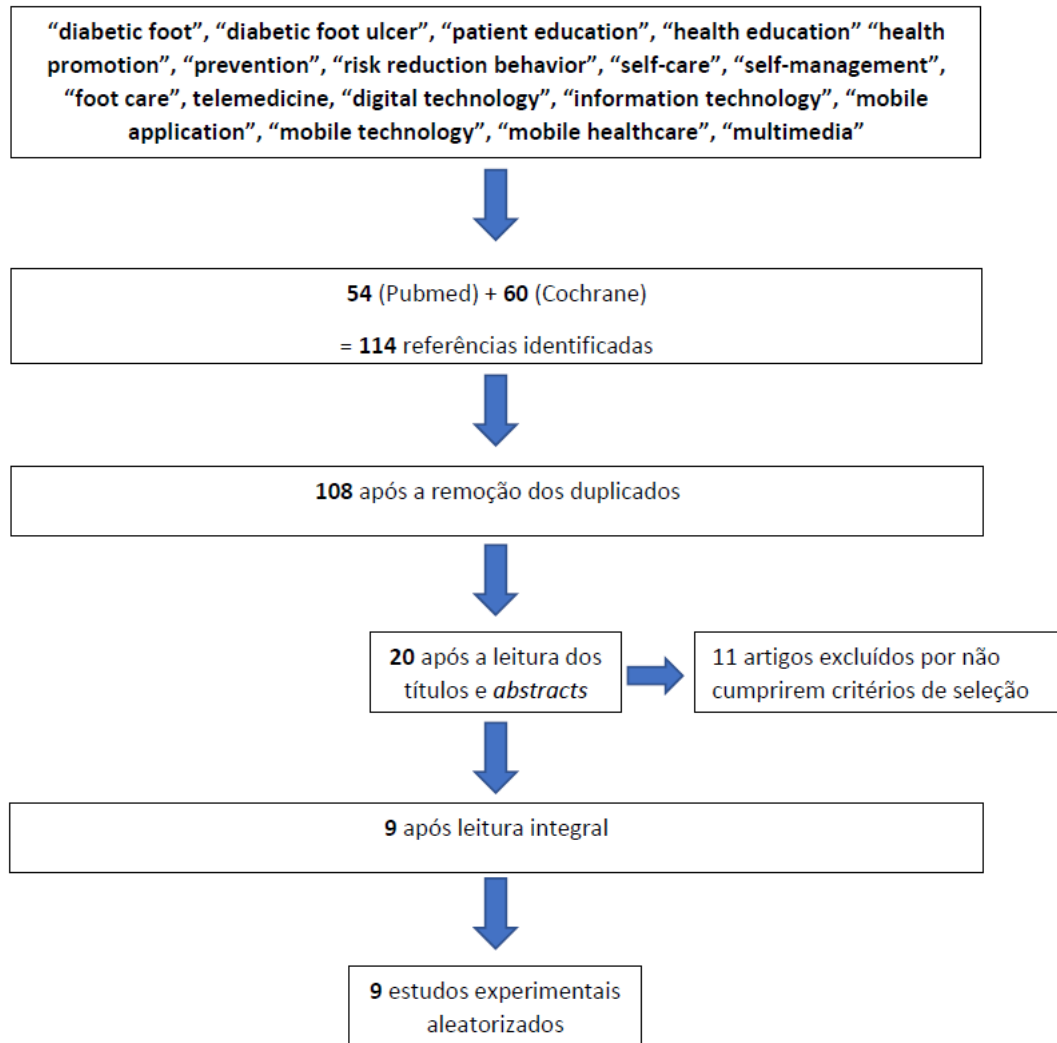 “diabetic foot”, “diabetic foot ulcer”, “patient education”, “health education” “health
promotion”, “prevention”, “risk reduction behavior”, “self-care”, “self-management”,
“foot care”, telemedicine, “digital technology”, “information technology”, “mobile
application”, “mobile technology”, “mobile healthcare”, “multimedia”
54 (Pubmed) + 60 (Cochrane)
= 114 referências identificadas
108 após a remoção dos duplicados
20 após a leitura dos
títulos e abstracts
11 artigos excluídos por não
cumprirem critérios de seleção
9 após leitura integral
9 estudos experimentais
aleatorizados